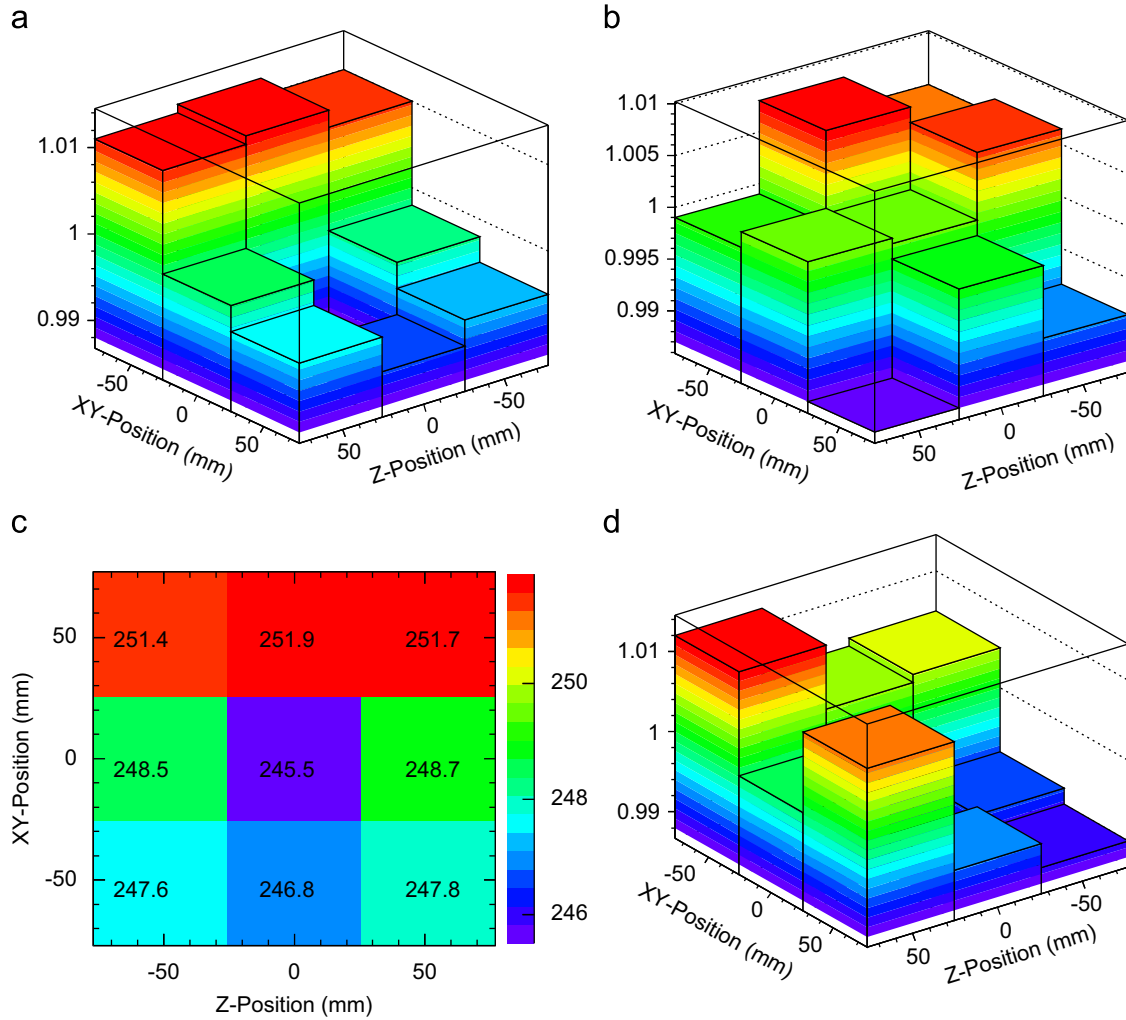 a
1.01
1
0.99
-50
0
50
XY-Position (mm)
50
0
-50
Z-Position (mm)
b
1.01
1.005
1
0.995
0.99
-50
0
50
XY-Position (mm)
50
0
-50
Z-Position (mm)
c
XY-Position (mm)
50
0
-50
251.4 251.9 251.7
248.5 245.5 248.7
247.6 246.8 247.8
-50 0 50
Z-Position (mm)
250
248
246
d
1.01
1
0.99
-50
0
50
XY-Position (mm)
50
0
-50
Z-Position (mm)